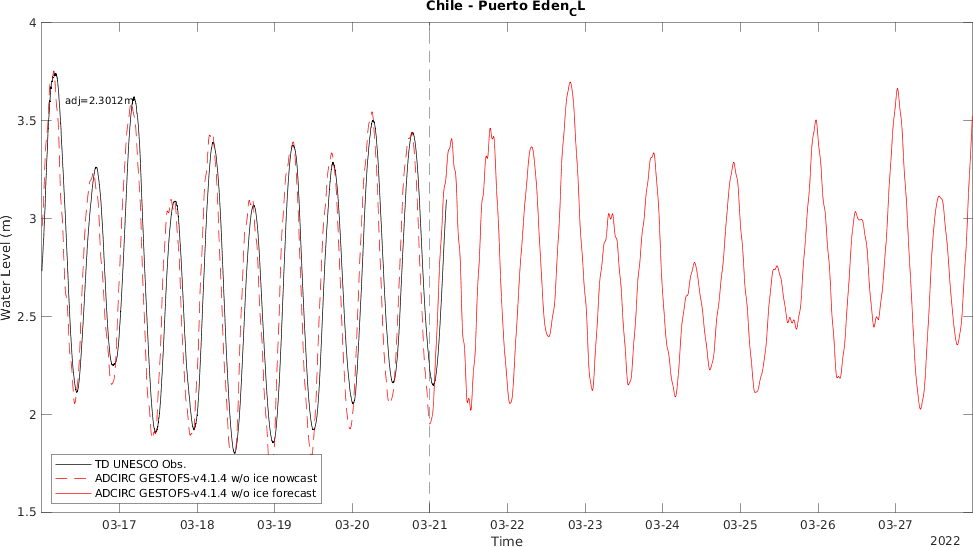 Chile - Puerto Eden_CL
4
adj=2.3012m
3.5
3
2.5
2
1.5
Water Level (m)
TD UNESCO Obs.
ADCIRC GESTOFS-v4.1.4 w/o ice nowcast
ADCIRC GESTOFS-v4.1.4 w/o ice forecast
03-17 03-18 03-19 03-20 03-21 03-22 03-23 03-24 03-25 03-26 03-27
Time
2022